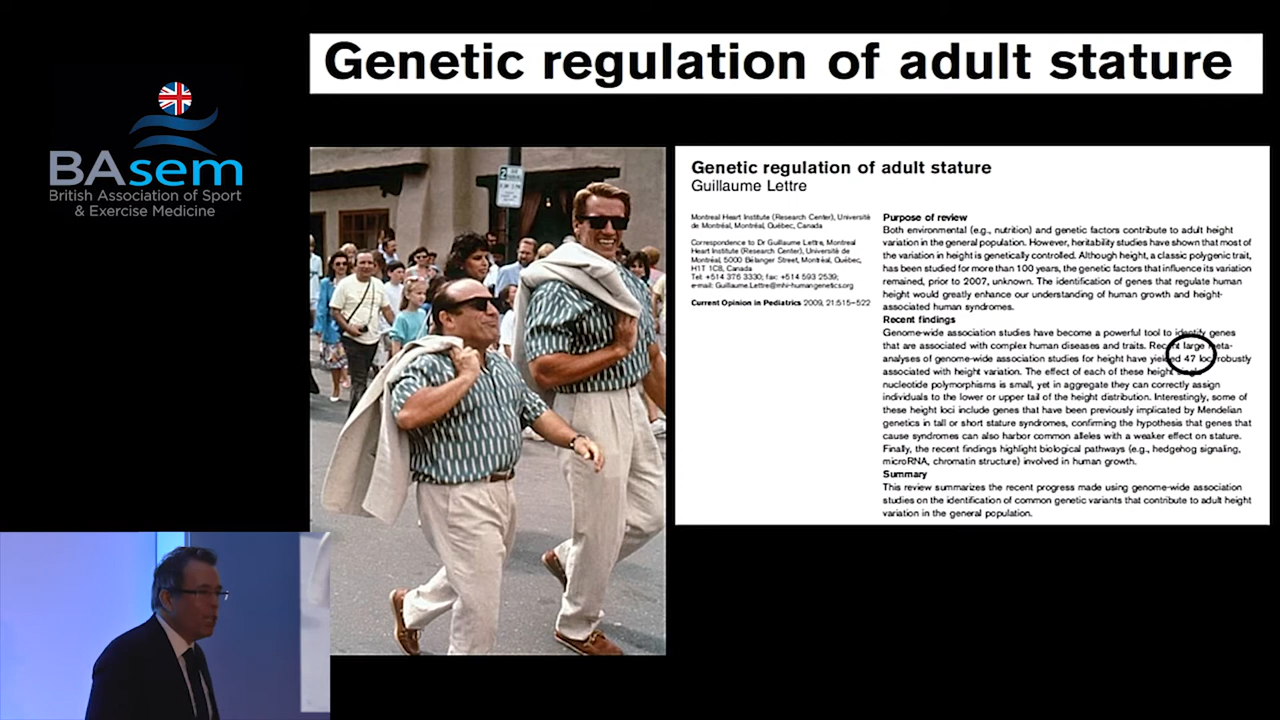 Genetic regulation of adult stature
BAsem
British Association of Sport
& Exercise Medicine
Genetic regulation of adult stature
Guillaume Lettre
Montreal Heart Institute (Research Center), Université
de Montréal, Montréal, Québec, Canada
Correspondence to Dr Guillaume Lettre, Montreal
Heart Institute (Research Center), Université de
Montréal, 5000 Bélanger Street, Montréal, Québec,
H1T 1C8, Canada
Tel: +514 376 3330; fax: +514 593 2539;
e-mail: Guillaume.Lettre@mhi-humangenetics.org
Current Opinion in Pediatrics 2009, 21:515–522
Purpose of review
Both environmental (e.g., nutrition) and genetic factors contribute to adult height
variation in the general population. However, heritability studies have shown that most of
the variation in height is genetically controlled. Although height, a classic polygenic trait,
has been studied for more than 100 years, the genetic factors that influence its variation
remained, prior to 2007, unknown. The identification of genes that regulate human
height would greatly enhance our understanding of human growth and height-
associated human syndromes.
Recent findings
Genome-wide association studies have become a powerful tool to identify genes
that are associated with complex human diseases and traits. Recent large meta-
analyses of genome-wide association studies for height have yielded 47 loci robustly
associated with height variation. The effect of each of these height single
nucleotide polymorphisms is small, yet in aggregate they can correctly assign
individuals to the lower or upper tail of the height distribution. Interestingly, some of
these height loci include genes that have been previously implicated by Mendelian
genetics in tall or short stature syndromes, confirming the hypothesis that genes that
cause syndromes can also harbor common alleles with a weaker effect on stature.
Finally, the recent findings highlight biological pathways (e.g., hedgehog signaling,
microRNA, chromatin structure) involved in human growth.
Summary
This review summarizes the recent progress made using genome-wide association
studies on the identification of common genetic variants that contribute to adult height
variation in the general population.